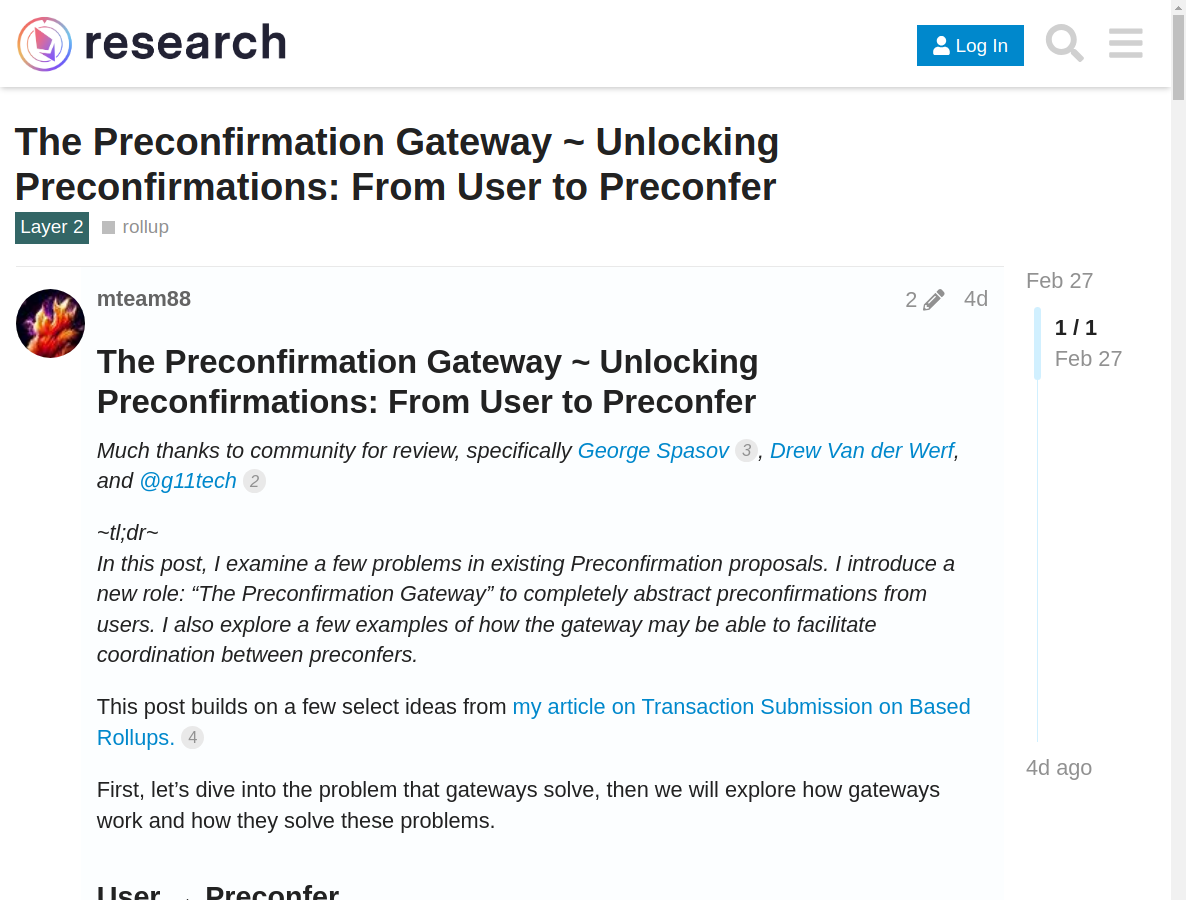 research
Log In
The Preconfirmation Gateway ~ Unlocking
Preconfirmations: From User to Preconfer
Layer 2 rollup
mteam88 2 4d
The Preconfirmation Gateway ~ Unlocking
Preconfirmations: From User to Preconfer
Much thanks to community for review, specifically George Spasov 3, Drew Van der Werf,
and @g11tech 2
~tl;dr~
In this post, I examine a few problems in existing Preconfirmation proposals. I introduce a
new role: “The Preconfirmation Gateway” to completely abstract preconfirmations from
users. I also explore a few examples of how the gateway may be able to facilitate
coordination between preconfers.
This post builds on a few select ideas from my article on Transaction Submission on Based
Rollups. 4
First, let’s dive into the problem that gateways solve, then we will explore how gateways
work and how they solve these problems.
User → Preconfer
Feb 27
1 / 1
Feb 27
4d ago